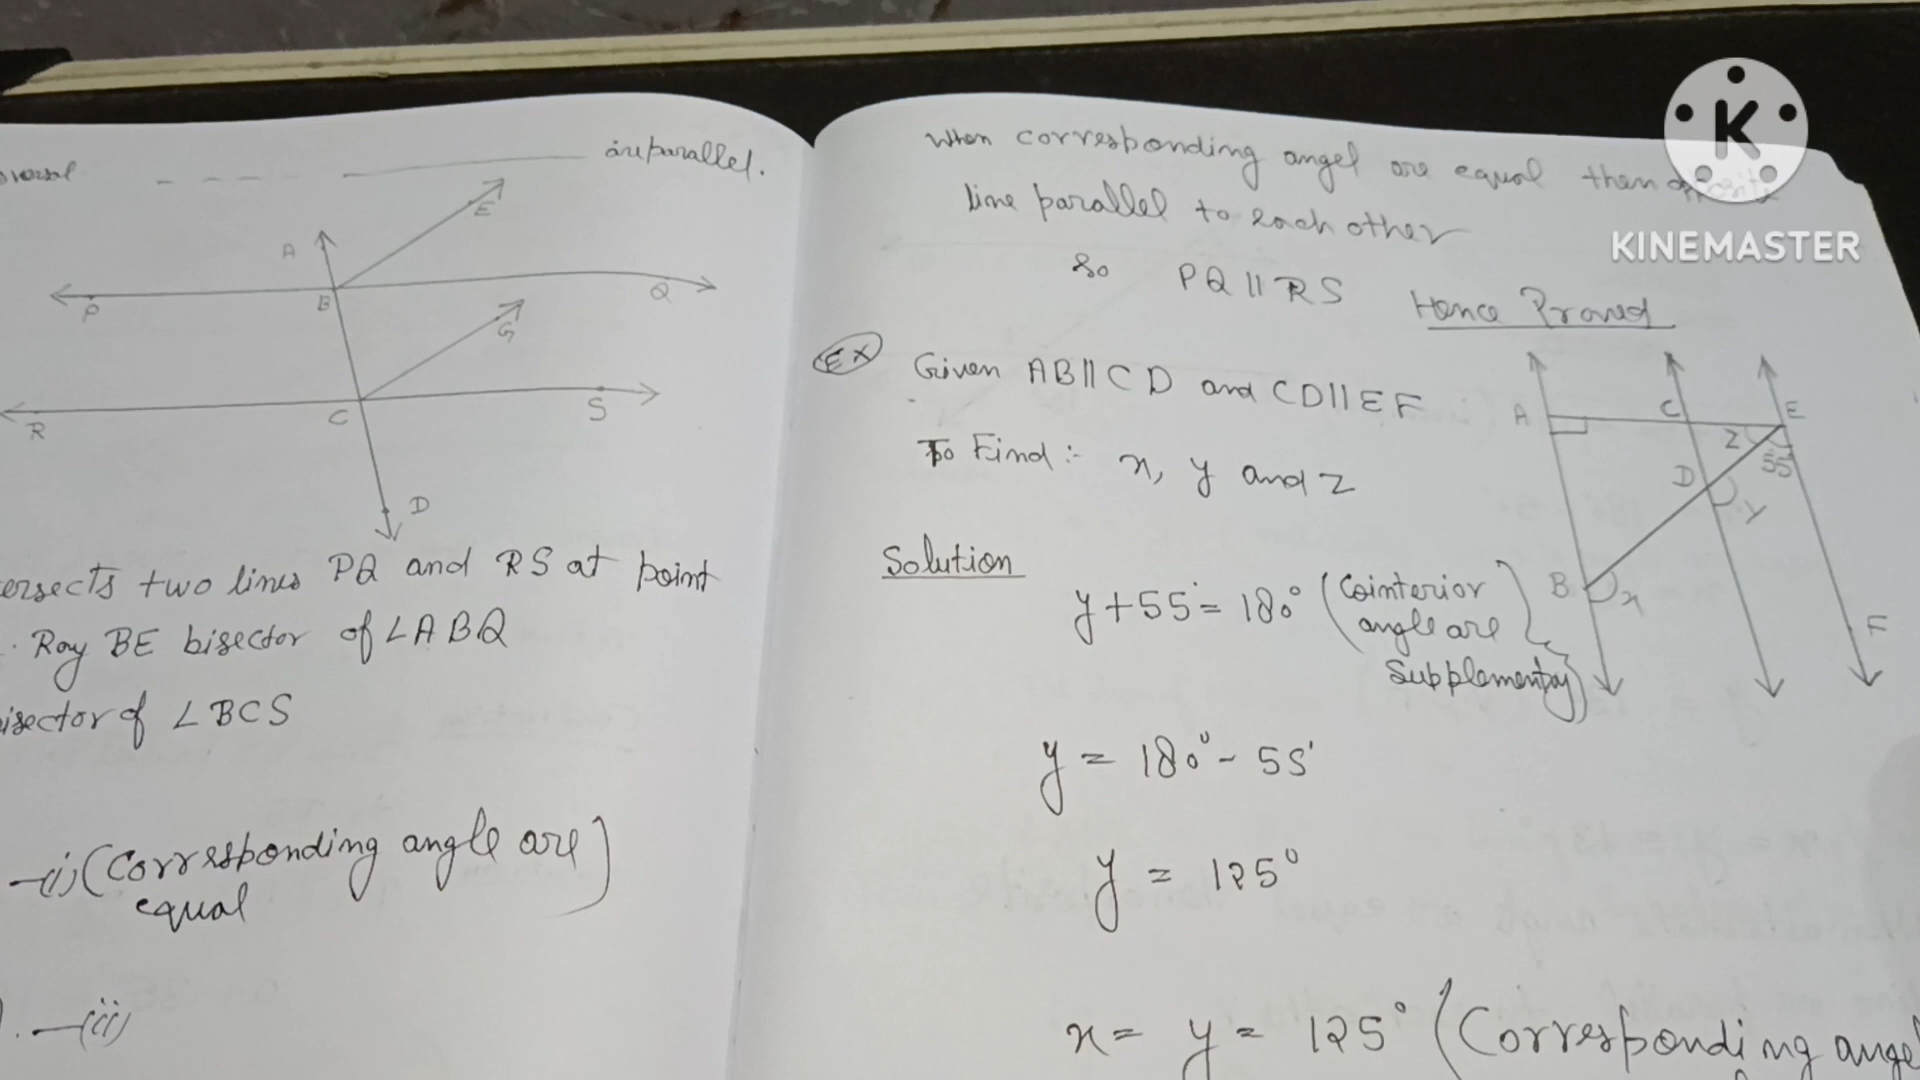 are parallel.
A
E
P
B
Q
G
R
C
S
D
ersects two lines PQ and RS at point
. Ray BE bisector of ∠ABQ
isector of ∠BCS
—(i) (Corresponding angle are
equal)
. —(ii)
When corresponding angel are equal then
line parallel to each other
So PQ || RS Hence Proved
Ex Given AB || CD and CD || EF
To Find :- x, y and z
Solution
y + 55° = 180° (Cointerior
angle are
Supplementary)
y = 180° - 55°
y = 125°
x = y = 125° (Corresponding angel
A
C
E
Z
55
D
y
B
x
F
K
KINEMASTER